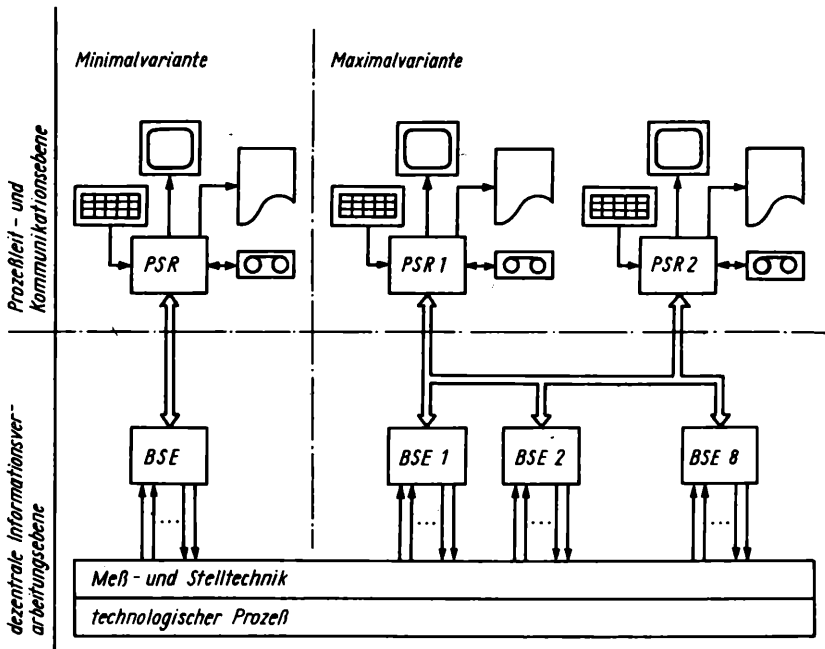 Minimalvariante
Maximalvariante
Prozeßleit- und
Kommunikationsebene
PSR
PSR 1
PSR 2
dezentrale Informationsver-
arbeitungsebene
BSE
BSE 1
BSE 2
BSE 8
Meß- und Stelltechnik
technologischer Prozeß